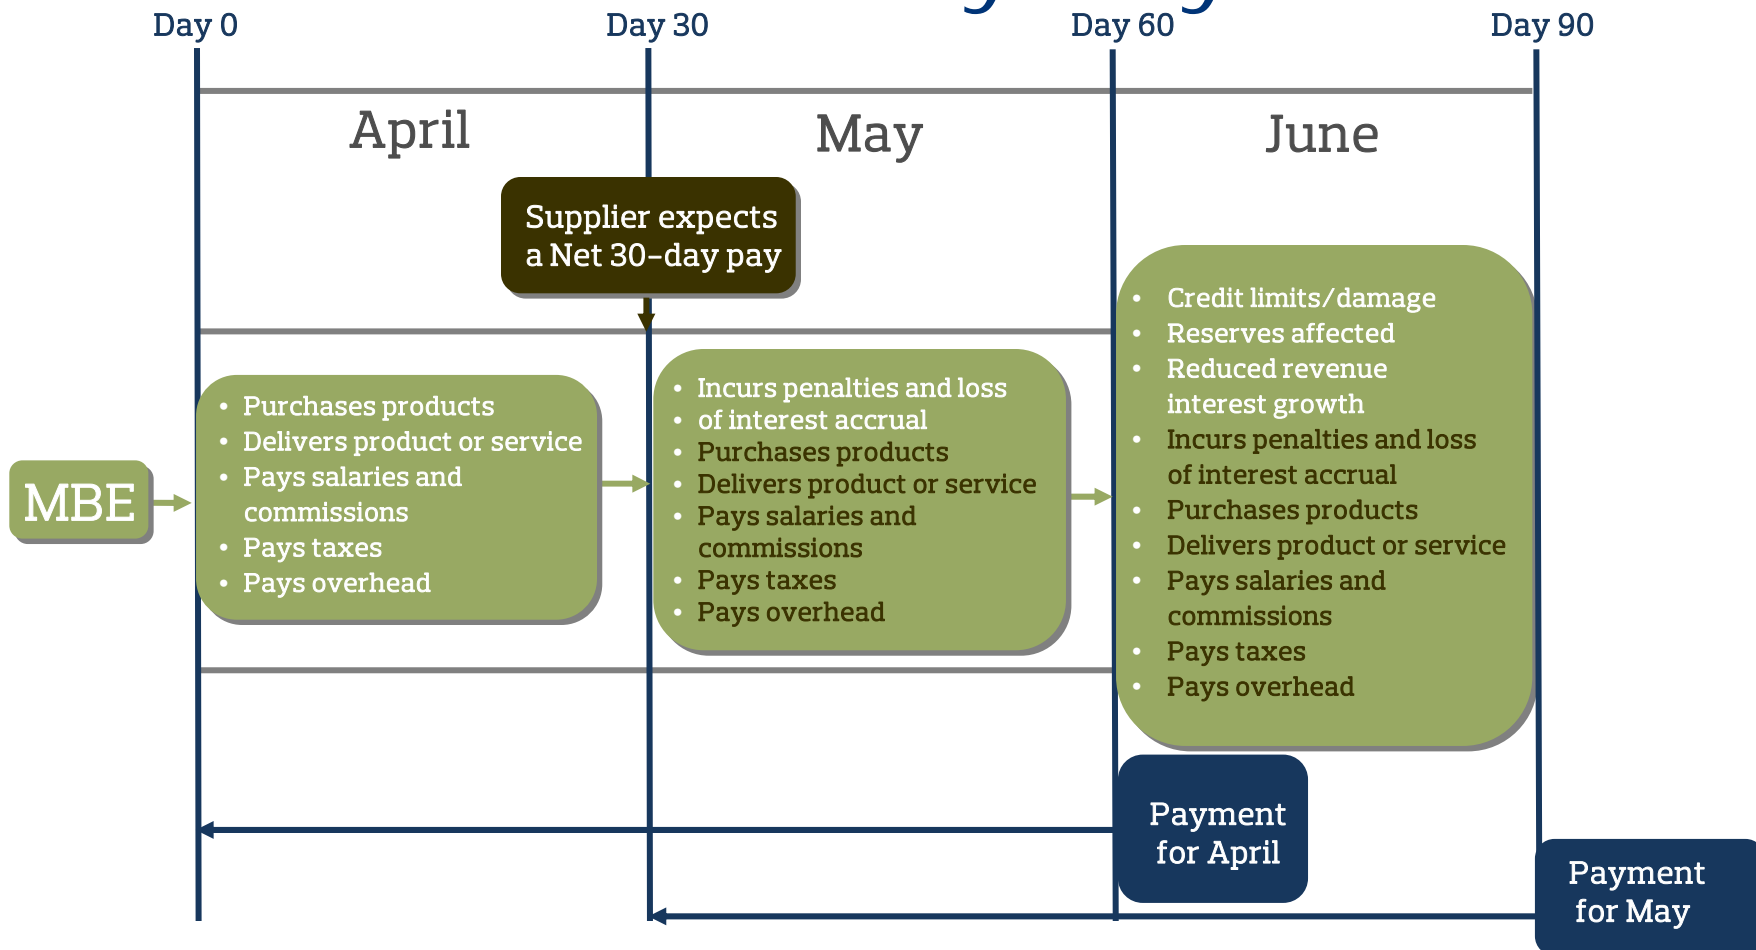 Day 0
Day 30
Day 60
Day 90
April
May
June
Supplier expects
a Net 30-day pay
MBE
• Purchases products
• Delivers product or service
• Pays salaries and
commissions
• Pays taxes
• Pays overhead
• Incurs penalties and loss
• of interest accrual
• Purchases products
• Delivers product or service
• Pays salaries and
commissions
• Pays taxes
• Pays overhead
• Credit limits/damage
• Reserves affected
• Reduced revenue
interest growth
• Incurs penalties and loss
of interest accrual
• Purchases products
• Delivers product or service
• Pays salaries and
commissions
• Pays taxes
• Pays overhead
Payment
for April
Payment
for May